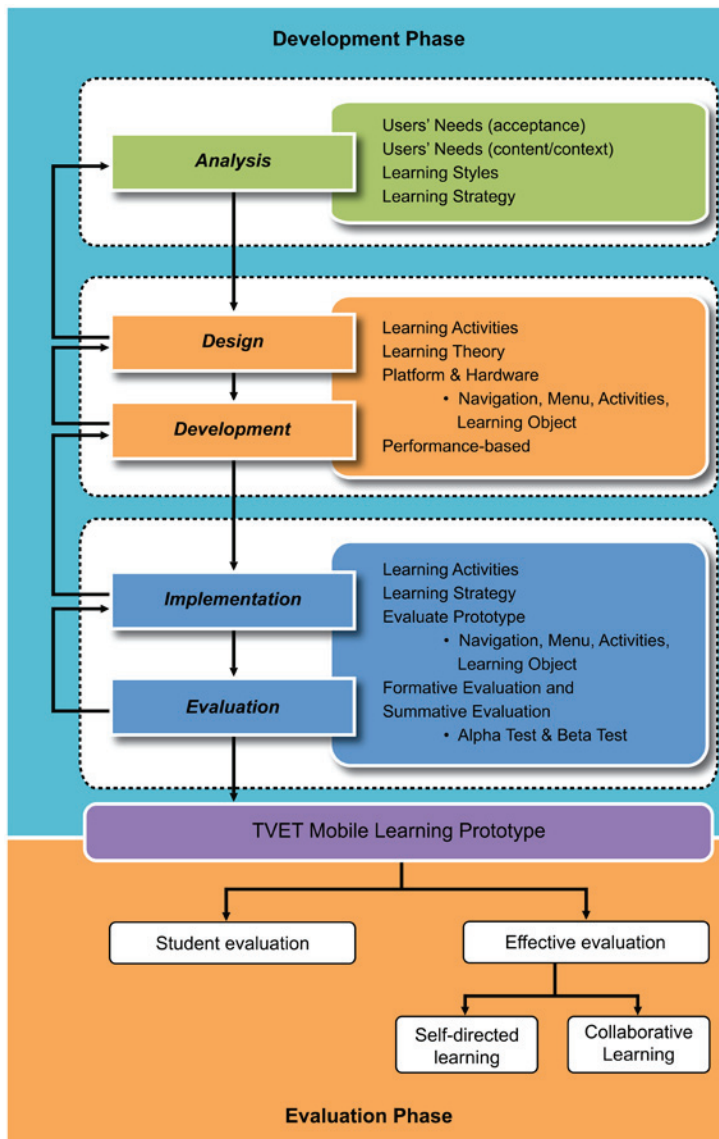 Development Phase
Analysis
Users' Needs (acceptance)
Users' Needs (content/context)
Learning Styles
Learning Strategy
Design
Development
Learning Activities
Learning Theory
Platform & Hardware
• Navigation, Menu, Activities,
Learning Object
Performance-based
Implementation
Evaluation
Learning Activities
Learning Strategy
Evaluate Prototype
• Navigation, Menu, Activities,
Learning Object
Formative Evaluation and
Summative Evaluation
• Alpha Test & Beta Test
TVET Mobile Learning Prototype
Student evaluation
Effective evaluation
Self-directed
learning
Collaborative
Learning
Evaluation Phase